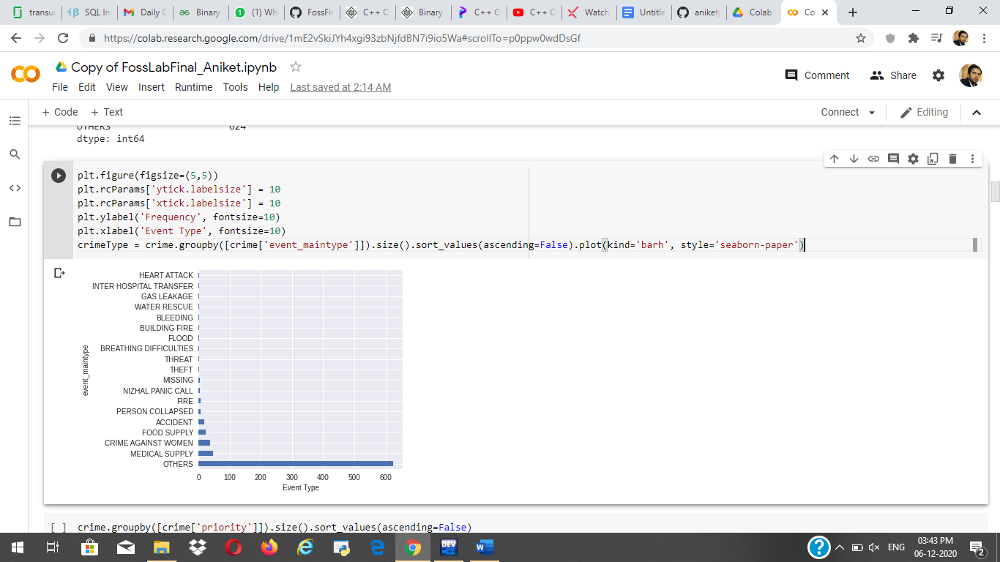 transun
SQL In
Daily C
Binary
(1) Wh
FossFin
C++ O
Binary
C++ O
C++ C
Watch
Untitle
aniketj
Colab
Co
https://colab.research.google.com/drive/1mE2vSkiJYh4xgi93zbNjfdBN7i9io5Wa#scrollTo=p0ppw0wdDsGf
Copy of FossLabFinal_Aniket.ipynb
Comment
Share
File Edit View Insert Runtime Tools Help Last saved at 2:14 AM
+ Code + Text
Connect
Editing
OTHERS 624
dtype: int64
plt.figure(figsize=(5,5))
plt.rcParams['ytick.labelsize'] = 10
plt.rcParams['xtick.labelsize'] = 10
plt.ylabel('Frequency', fontsize=10)
plt.xlabel('Event Type', fontsize=10)
crimeType = crime.groupby([crime['event_maintype']]).size().sort_values(ascending=False).plot(kind='barh', style='seaborn-paper')
event_maintype
HEART ATTACK
INTER HOSPITAL TRANSFER
GAS LEAKAGE
WATER RESCUE
BLEEDING
BUILDING FIRE
FLOOD
BREATHING DIFFICULTIES
THREAT
THEFT
MISSING
NIZHAL PANIC CALL
FIRE
PERSON COLLAPSED
ACCIDENT
FOOD SUPPLY
CRIME AGAINST WOMEN
MEDICAL SUPPLY
OTHERS
0 100 200 300 400 500 600
Event Type
[ ] crime.groupby([crime['priority']]).size().sort_values(ascending=False)
DEV
C++
ENG
03:43 PM
06-12-2020
2